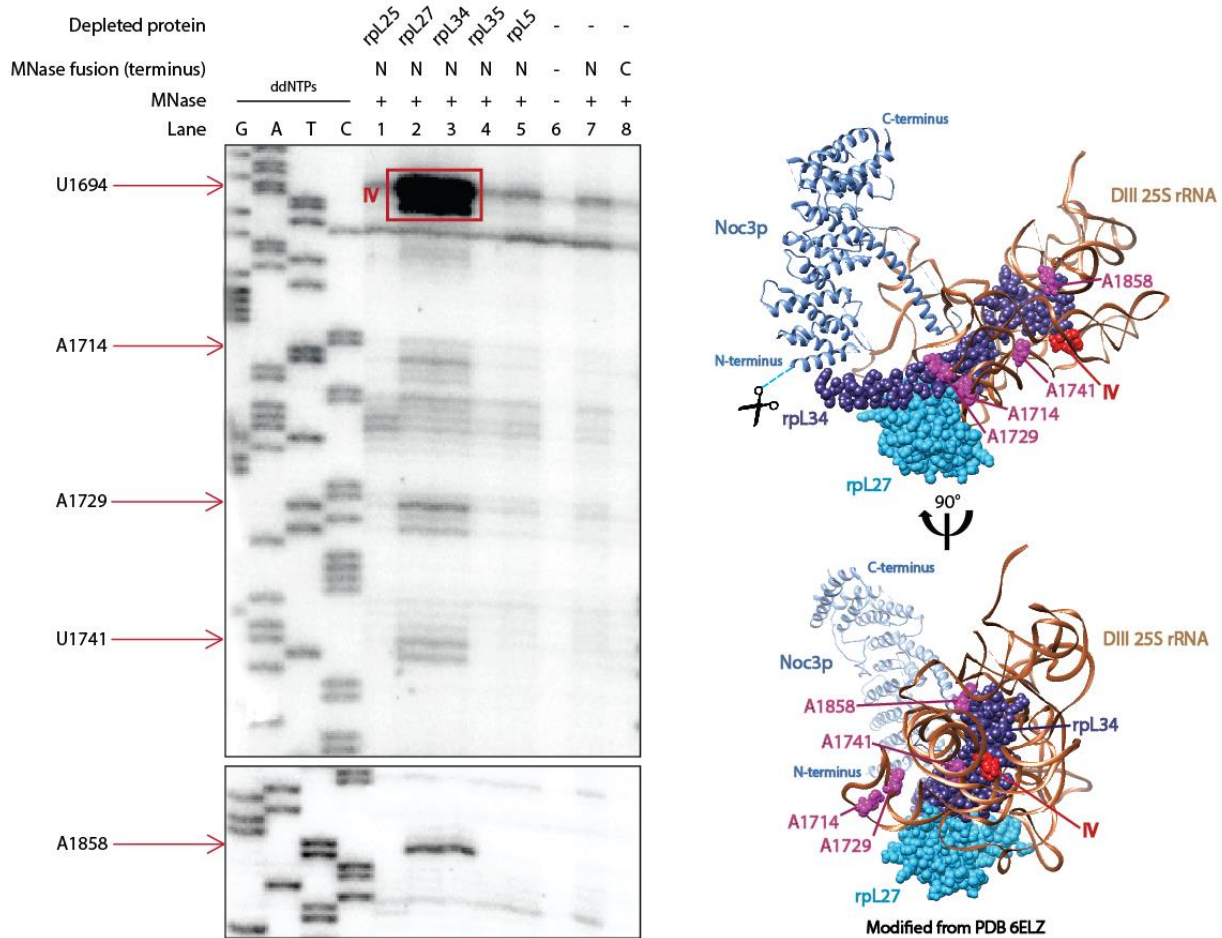 Depleted protein rpL25 rpL27 rpL34 rpL35 rpL5 - - -
MNase fusion (terminus) N N N N N - N C
ddNTPs
MNase + + + + + - + +
Lane G A T C 1 2 3 4 5 6 7 8
U1694
IV
A1714
A1729
U1741
A1858
C-terminus
Noc3p
DIII 25S rRNA
A1858
N-terminus
A1741 IV
rpL34
A1714
A1729
rpL27
90°
C-terminus
Noc3p
DIII 25S rRNA
A1858
rpL34
A1741
N-terminus
A1714
A1729
IV
rpL27
Modified from PDB 6ELZ